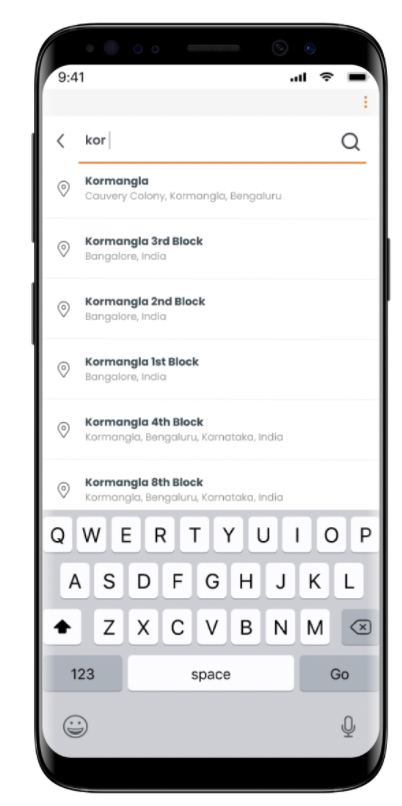 9:41
kor
Kormangla
Cauvery Colony, Kormangla, Bengaluru
Kormangla 3rd Block
Bangalore, India
Kormangla 2nd Block
Bangalore, India
Kormangla 1st Block
Bangalore, India
Kormangla 4th Block
Kormangla, Bengaluru, Karnataka, India
Kormangla 8th Block
Kormangla, Bengaluru, Karnataka, India
Q W E R T Y U I O P
A S D F G H J K L
Z X C V B N M
123 space Go